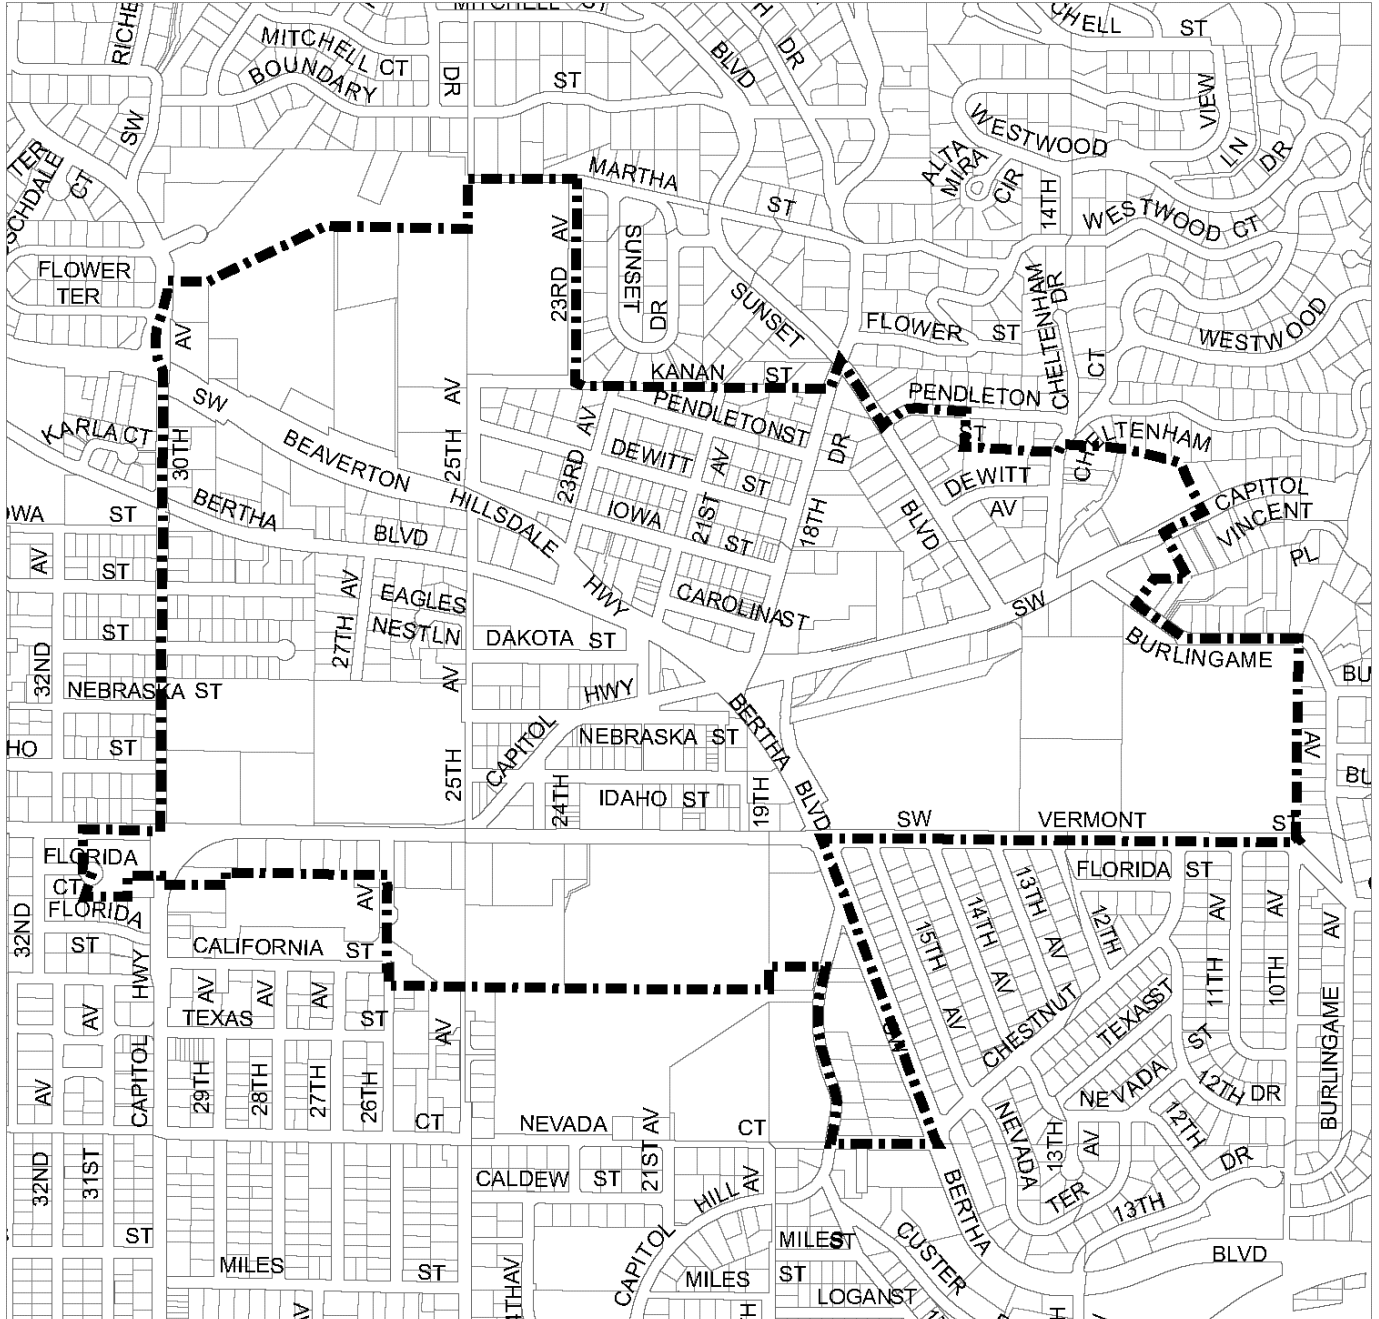 MITCHELL ST
RICHE
MITCHELL CT
BOUNDARY
ST
DR
BLVD
DR
CHELL ST
VIEW
LN
DR
WESTWOOD
ALTA
MIRA
CIR
14TH
WESTWOOD CT
SW
TER
SCHDALE
CT
MARTHA
ST
23RD AV
SUNSET
DR
SUNSET
FLOWER
TER
AV
FLOWER ST
CHELTENHAM
DR
CT
WESTWOOD
KANAN ST
PENDLETON
PENDLETON ST
ST
CHELTENHAM
SW
BEAVERTON
HILLSDALE
HWY
KARLA CT
30TH
25TH AV
23RD AV
DEWITT
ST
21ST AV
18TH DR
BLVD
DEWITT
AV
CAPITOL
VINCENT
PL
BERTHA
BLVD
IOWA
ST
OWA ST
AV
ST
ST
32ND
27TH AV
EAGLES
NEST LN
AV
DAKOTA ST
CAROLINA ST
SW
BURLINGAME
BU
NEBRASKA ST
HWY
CAPITOL
BERTHA
BLVD
NEBRASKA ST
HO ST
25TH
24TH
IDAHO ST
19TH
AV
BU
SW VERMONT ST
FLORIDA
CT
FLORIDA
ST
32ND
HWY
AV
CALIFORNIA ST
FLORIDA ST
13TH
AV
14TH
AV
12TH
15TH
AV
11TH AV
10TH AV
AV
BURLINGAME
AV
AV
AV
AV
TEXAS ST
AV
CHESTNUT
TEXAS ST
ST
AV
CAPITOL
29TH
28TH
27TH
26TH
CT
NEVADA
CT
21ST AV
NEVADA
12TH DR
12TH
NEVADA
TER
13TH
AV
DR
13TH
32ND
31ST
CALDEW ST
HILL
AV
CAPITOL
BERTHA
BLVD
CUSTER
ST
MILES ST
MILES ST
MILES ST
LOGAN ST
AV
4TH AV